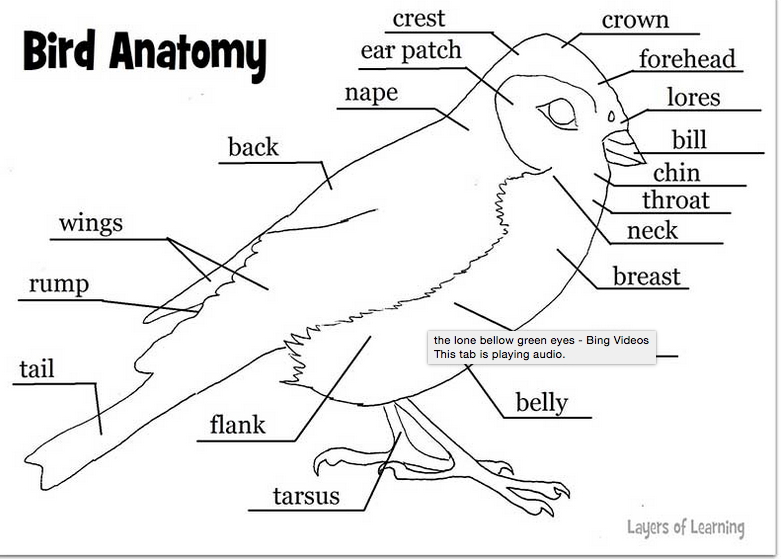 Bird Anatomy
crest
crown
ear patch
forehead
nape
lores
bill
back
chin
throat
wings
neck
breast
rump
the lone bellow green eyes - Bing Videos
This tab is playing audio.
tail
belly
flank
tarsus
Layers of Learning